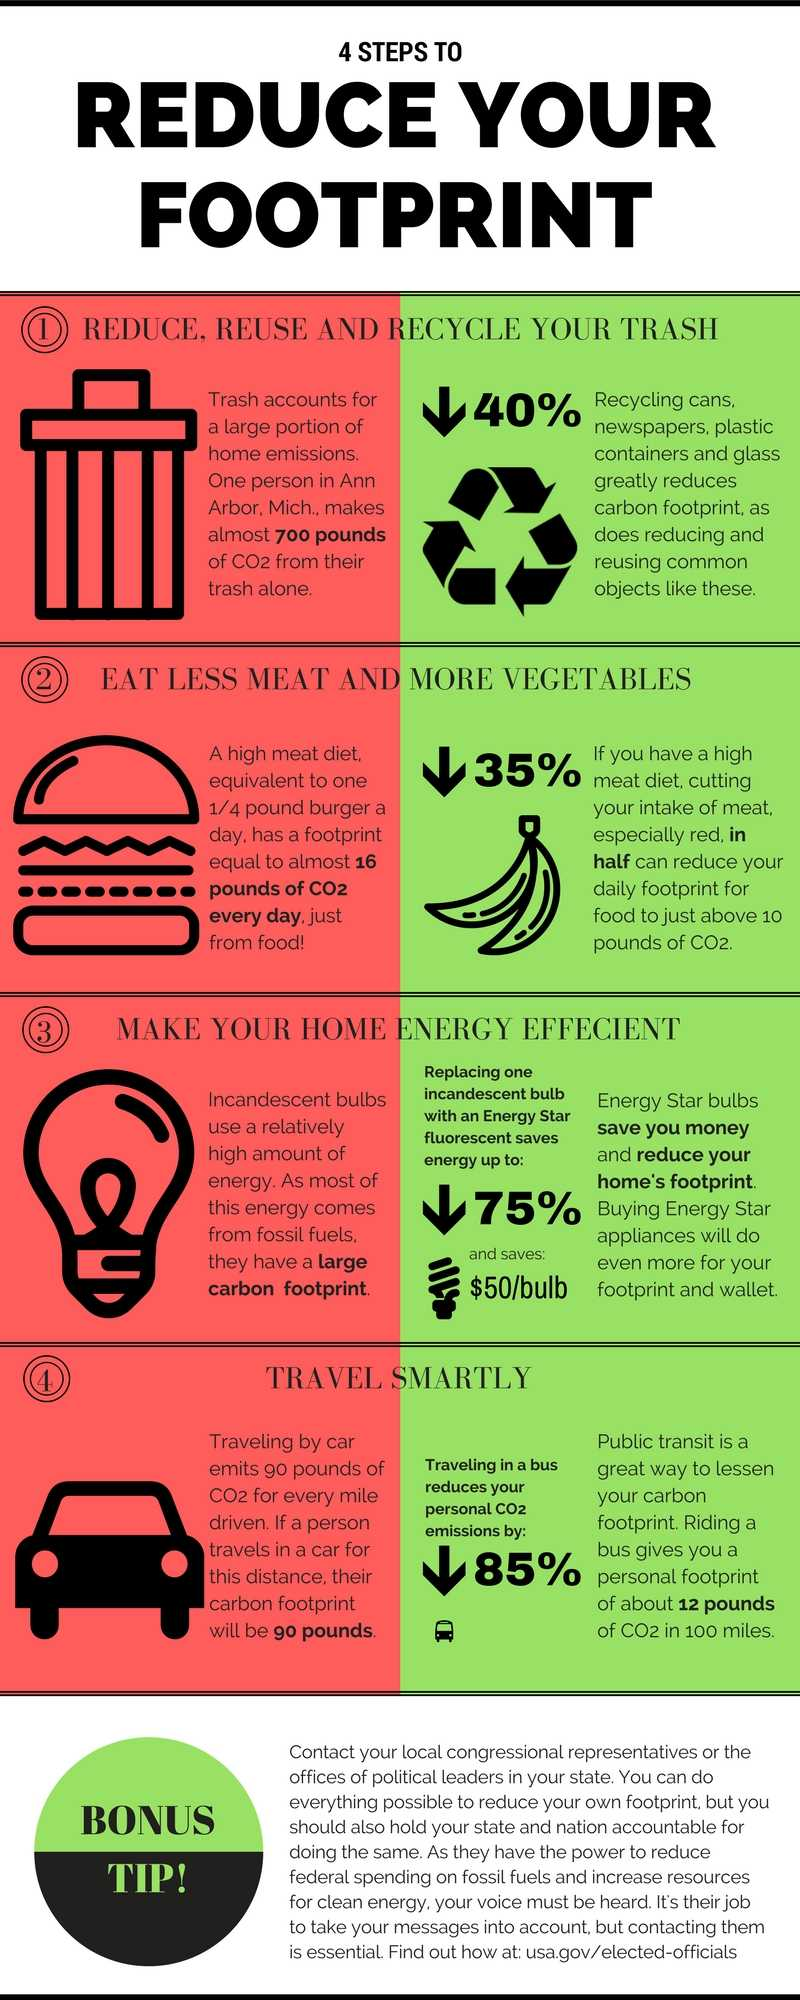 4 STEPS TO
REDUCE YOUR
FOOTPRINT
1 REDUCE, REUSE AND RECYCLE YOUR TRASH
Trash accounts for
a large portion of
home emissions.
One person in Ann
Arbor, Mich., makes
almost 700 pounds
of CO2 from their
trash alone.
40%
Recycling cans,
newspapers, plastic
containers and glass
greatly reduces
carbon footprint, as
does reducing and
reusing common
objects like these.
2 EAT LESS MEAT AND MORE VEGETABLES
A high meat diet,
equivalent to one
1/4 pound burger a
day, has a footprint
equal to almost 16
pounds of CO2
every day, just
from food!
35%
If you have a high
meat diet, cutting
your intake of meat,
especially red, in
half can reduce your
daily footprint for
food to just above 10
pounds of CO2.
3 MAKE YOUR HOME ENERGY EFFECIENT
Incandescent bulbs
use a relatively
high amount of
energy. As most of
this energy comes
from fossil fuels,
they have a large
carbon footprint.
Replacing one
incandescent bulb
with an Energy Star
fluorescent saves
energy up to:
75%
and saves:
$50/bulb
Energy Star bulbs
save you money
and reduce your
home's footprint.
Buying Energy Star
appliances will do
even more for your
footprint and wallet.
4 TRAVEL SMARTLY
Traveling by car
emits 90 pounds of
CO2 for every mile
driven. If a person
travels in a car for
this distance, their
carbon footprint
will be 90 pounds.
Traveling in a bus
reduces your
personal CO2
emissions by:
85%
Public transit is a
great way to lessen
your carbon
footprint. Riding a
bus gives you a
personal footprint
of about 12 pounds
of CO2 in 100 miles.
BONUS
TIP!
Contact your local congressional representatives or the
offices of political leaders in your state. You can do
everything possible to reduce your own footprint, but you
should also hold your state and nation accountable for
doing the same. As they have the power to reduce
federal spending on fossil fuels and increase resources
for clean energy, your voice must be heard. It's their job
to take your messages into account, but contacting them
is essential. Find out how at: usa.gov/elected-officials